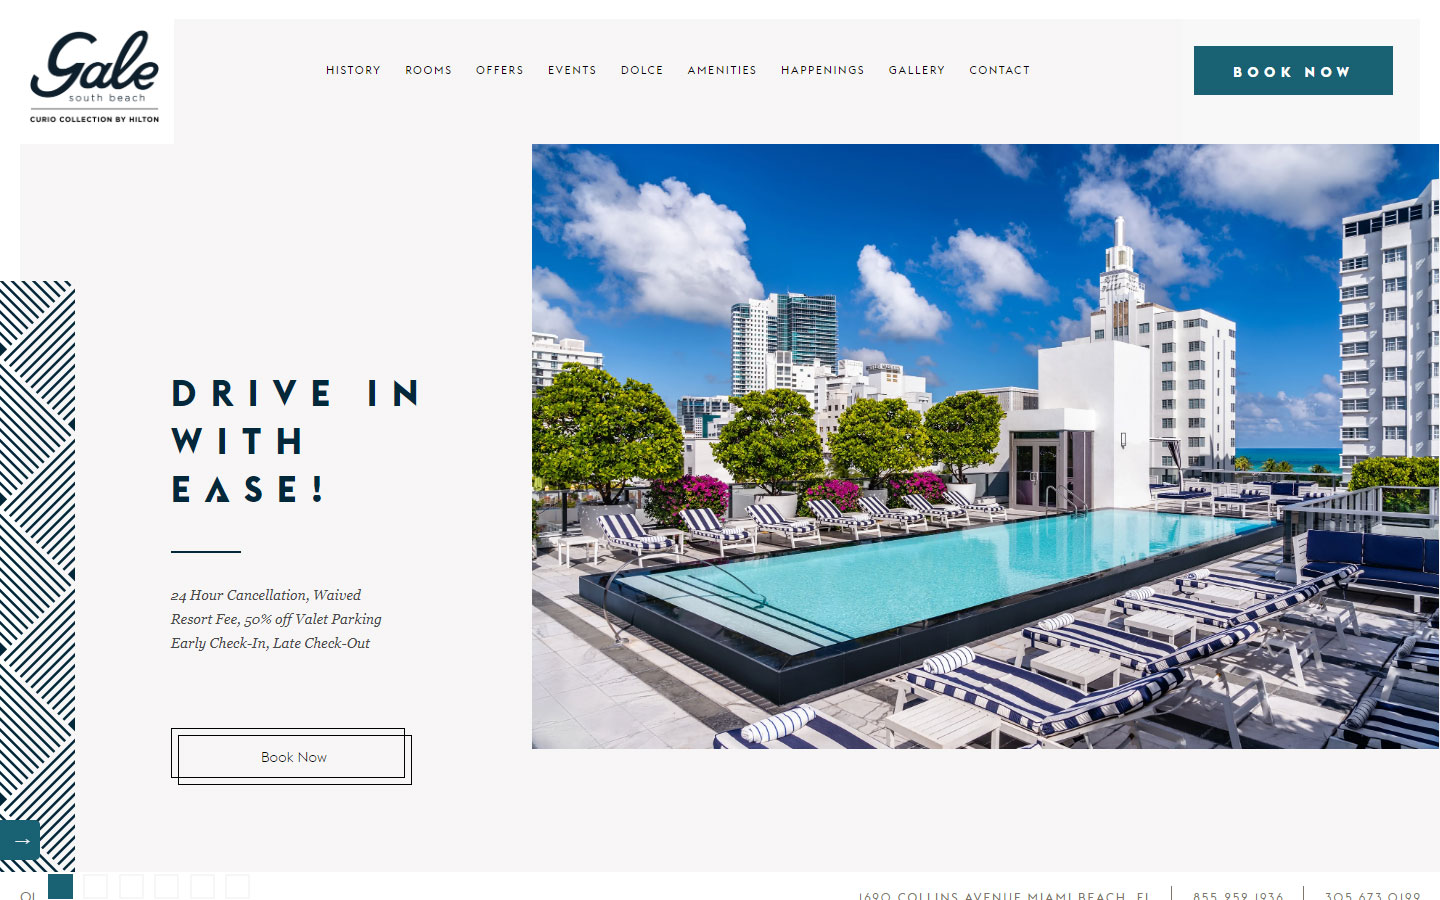 Gale
south beach
CURIO COLLECTION BY HILTON
HISTORY ROOMS OFFERS EVENTS DOLCE AMENITIES HAPPENINGS GALLERY CONTACT
BOOK NOW
DRIVE IN
WITH
EASE!
24 Hour Cancellation, Waived
Resort Fee, 50% off Valet Parking
Early Check-In, Late Check-Out
Book Now
→
01
1690 COLLINS AVENUE MIAMI BEACH, FL 855 959 1936 305 673 0199